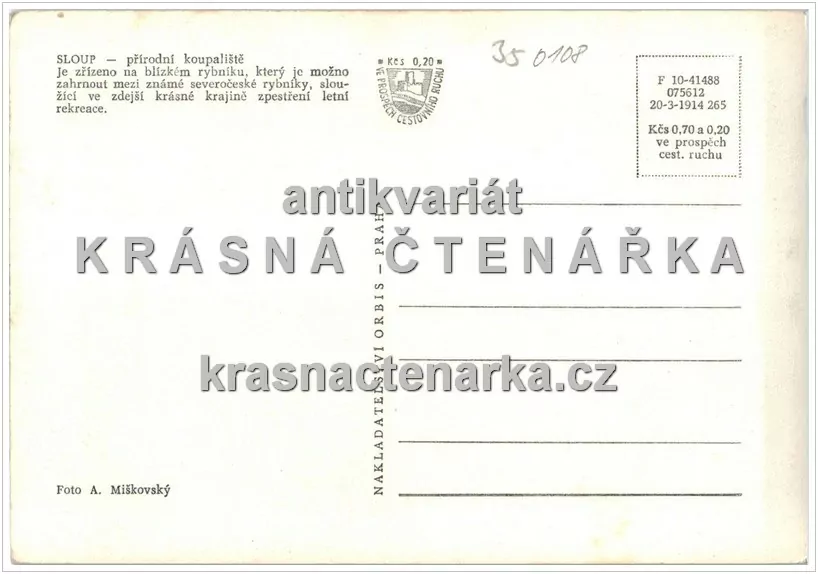 SLOUP — přírodní koupaliště
Je zřízeno na blízkém rybníku, který je možno
zahrnout mezi známé severočeské rybníky, slou-
žící ve zdejší krásné krajině zpestření letní
rekreace.
Kčs 0,20
VE PROSPĚCH CESTOVNÍHO RUCHU
35 0108
F 10-41488
075612
20-3-1914 265
Kčs 0,70 a 0,20
ve prospěch
cest. ruchu
antikvariát
KRÁSNÁ ČTENÁŘKA
krasnactenarka.cz
NAKLADATELSTVÍ ORBIS — PRAHA
Foto A. Miškovský